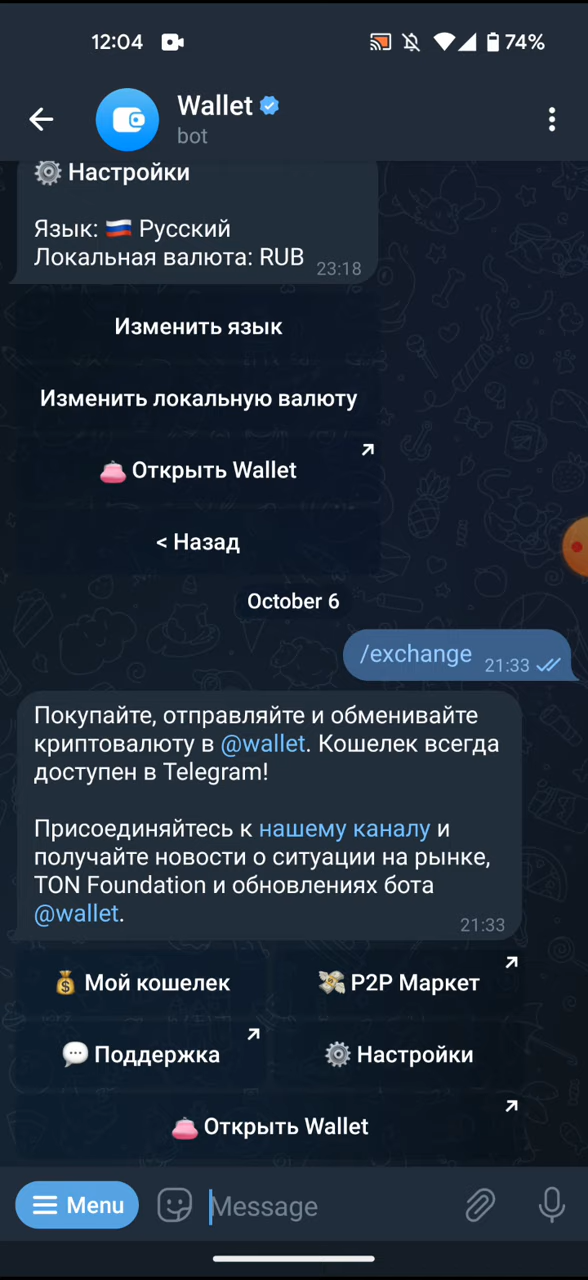 12:04
74%
Wallet
bot
Настройки
Язык: Русский
Локальная валюта: RUB
23:18
Изменить язык
Изменить локальную валюту
Открыть Wallet
< Назад
October 6
/exchange
21:33
Покупайте, отправляйте и обменивайте
криптовалюту в @wallet. Кошелек всегда
доступен в Telegram!
Присоединяйтесь к нашему каналу и
получайте новости о ситуации на рынке,
TON Foundation и обновлениях бота
@wallet.
21:33
Мой кошелек
P2P Маркет
Поддержка
Настройки
Открыть Wallet
Menu
Message